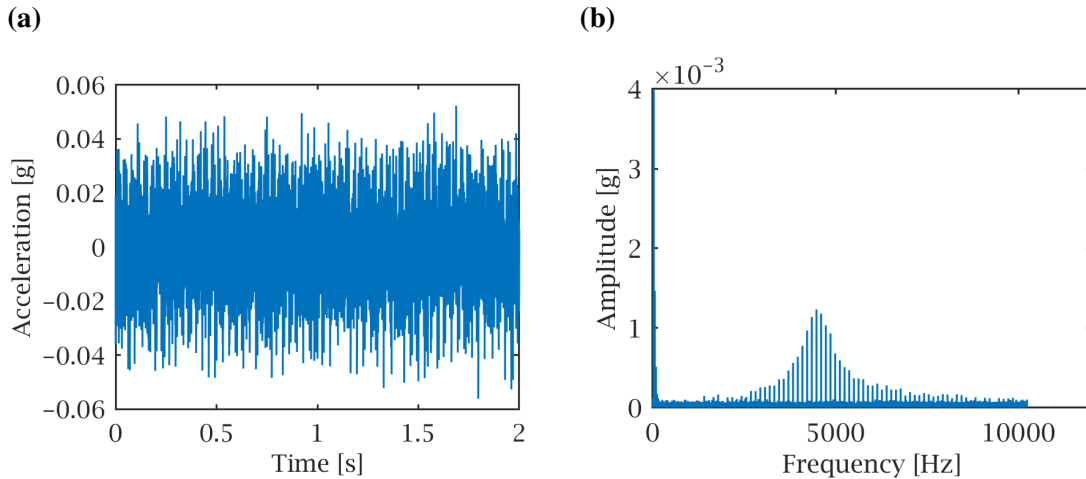 (a)
0.06
0.04
0.02
0
–0.02
–0.04
–0.06
Acceleration [g]
0 0.5 1 1.5 2
Time [s]
(b)
×10⁻³
4
3
2
1
0
Amplitude [g]
0 5000 10000
Frequency [Hz]